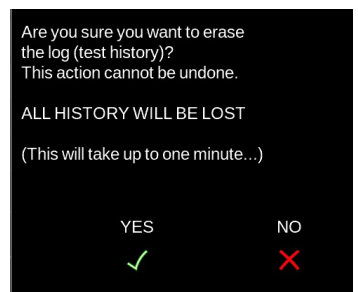 Are you sure you want to erase
the log (test history)?
This action cannot be undone.
ALL HISTORY WILL BE LOST
(This will take up to one minute...)
YES NO